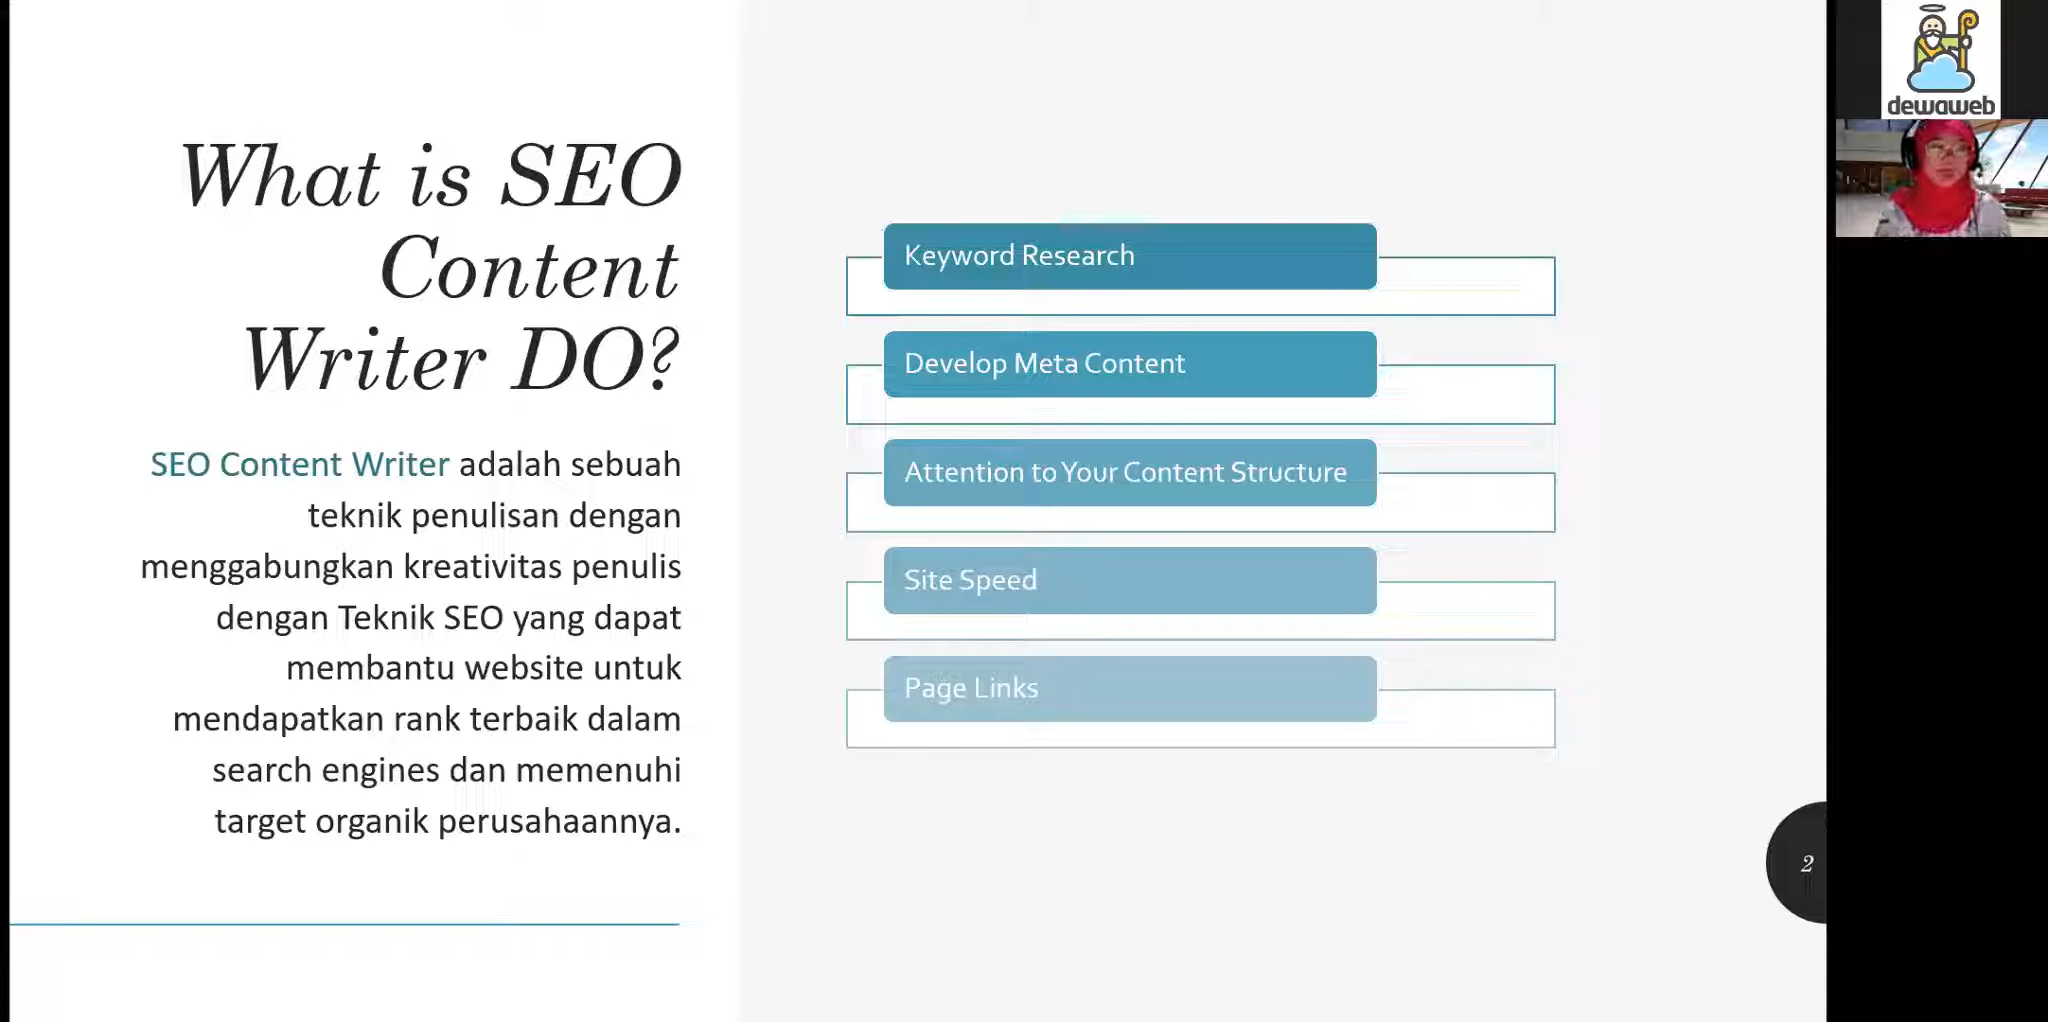 What is SEO
Content
Writer DO?
SEO Content Writer adalah sebuah
teknik penulisan dengan
menggabungkan kreativitas penulis
dengan Teknik SEO yang dapat
membantu website untuk
mendapatkan rank terbaik dalam
search engines dan memenuhi
target organik perusahaannya.
Keyword Research
Develop Meta Content
Attention to Your Content Structure
Site Speed
Page Links
2
dewaweb